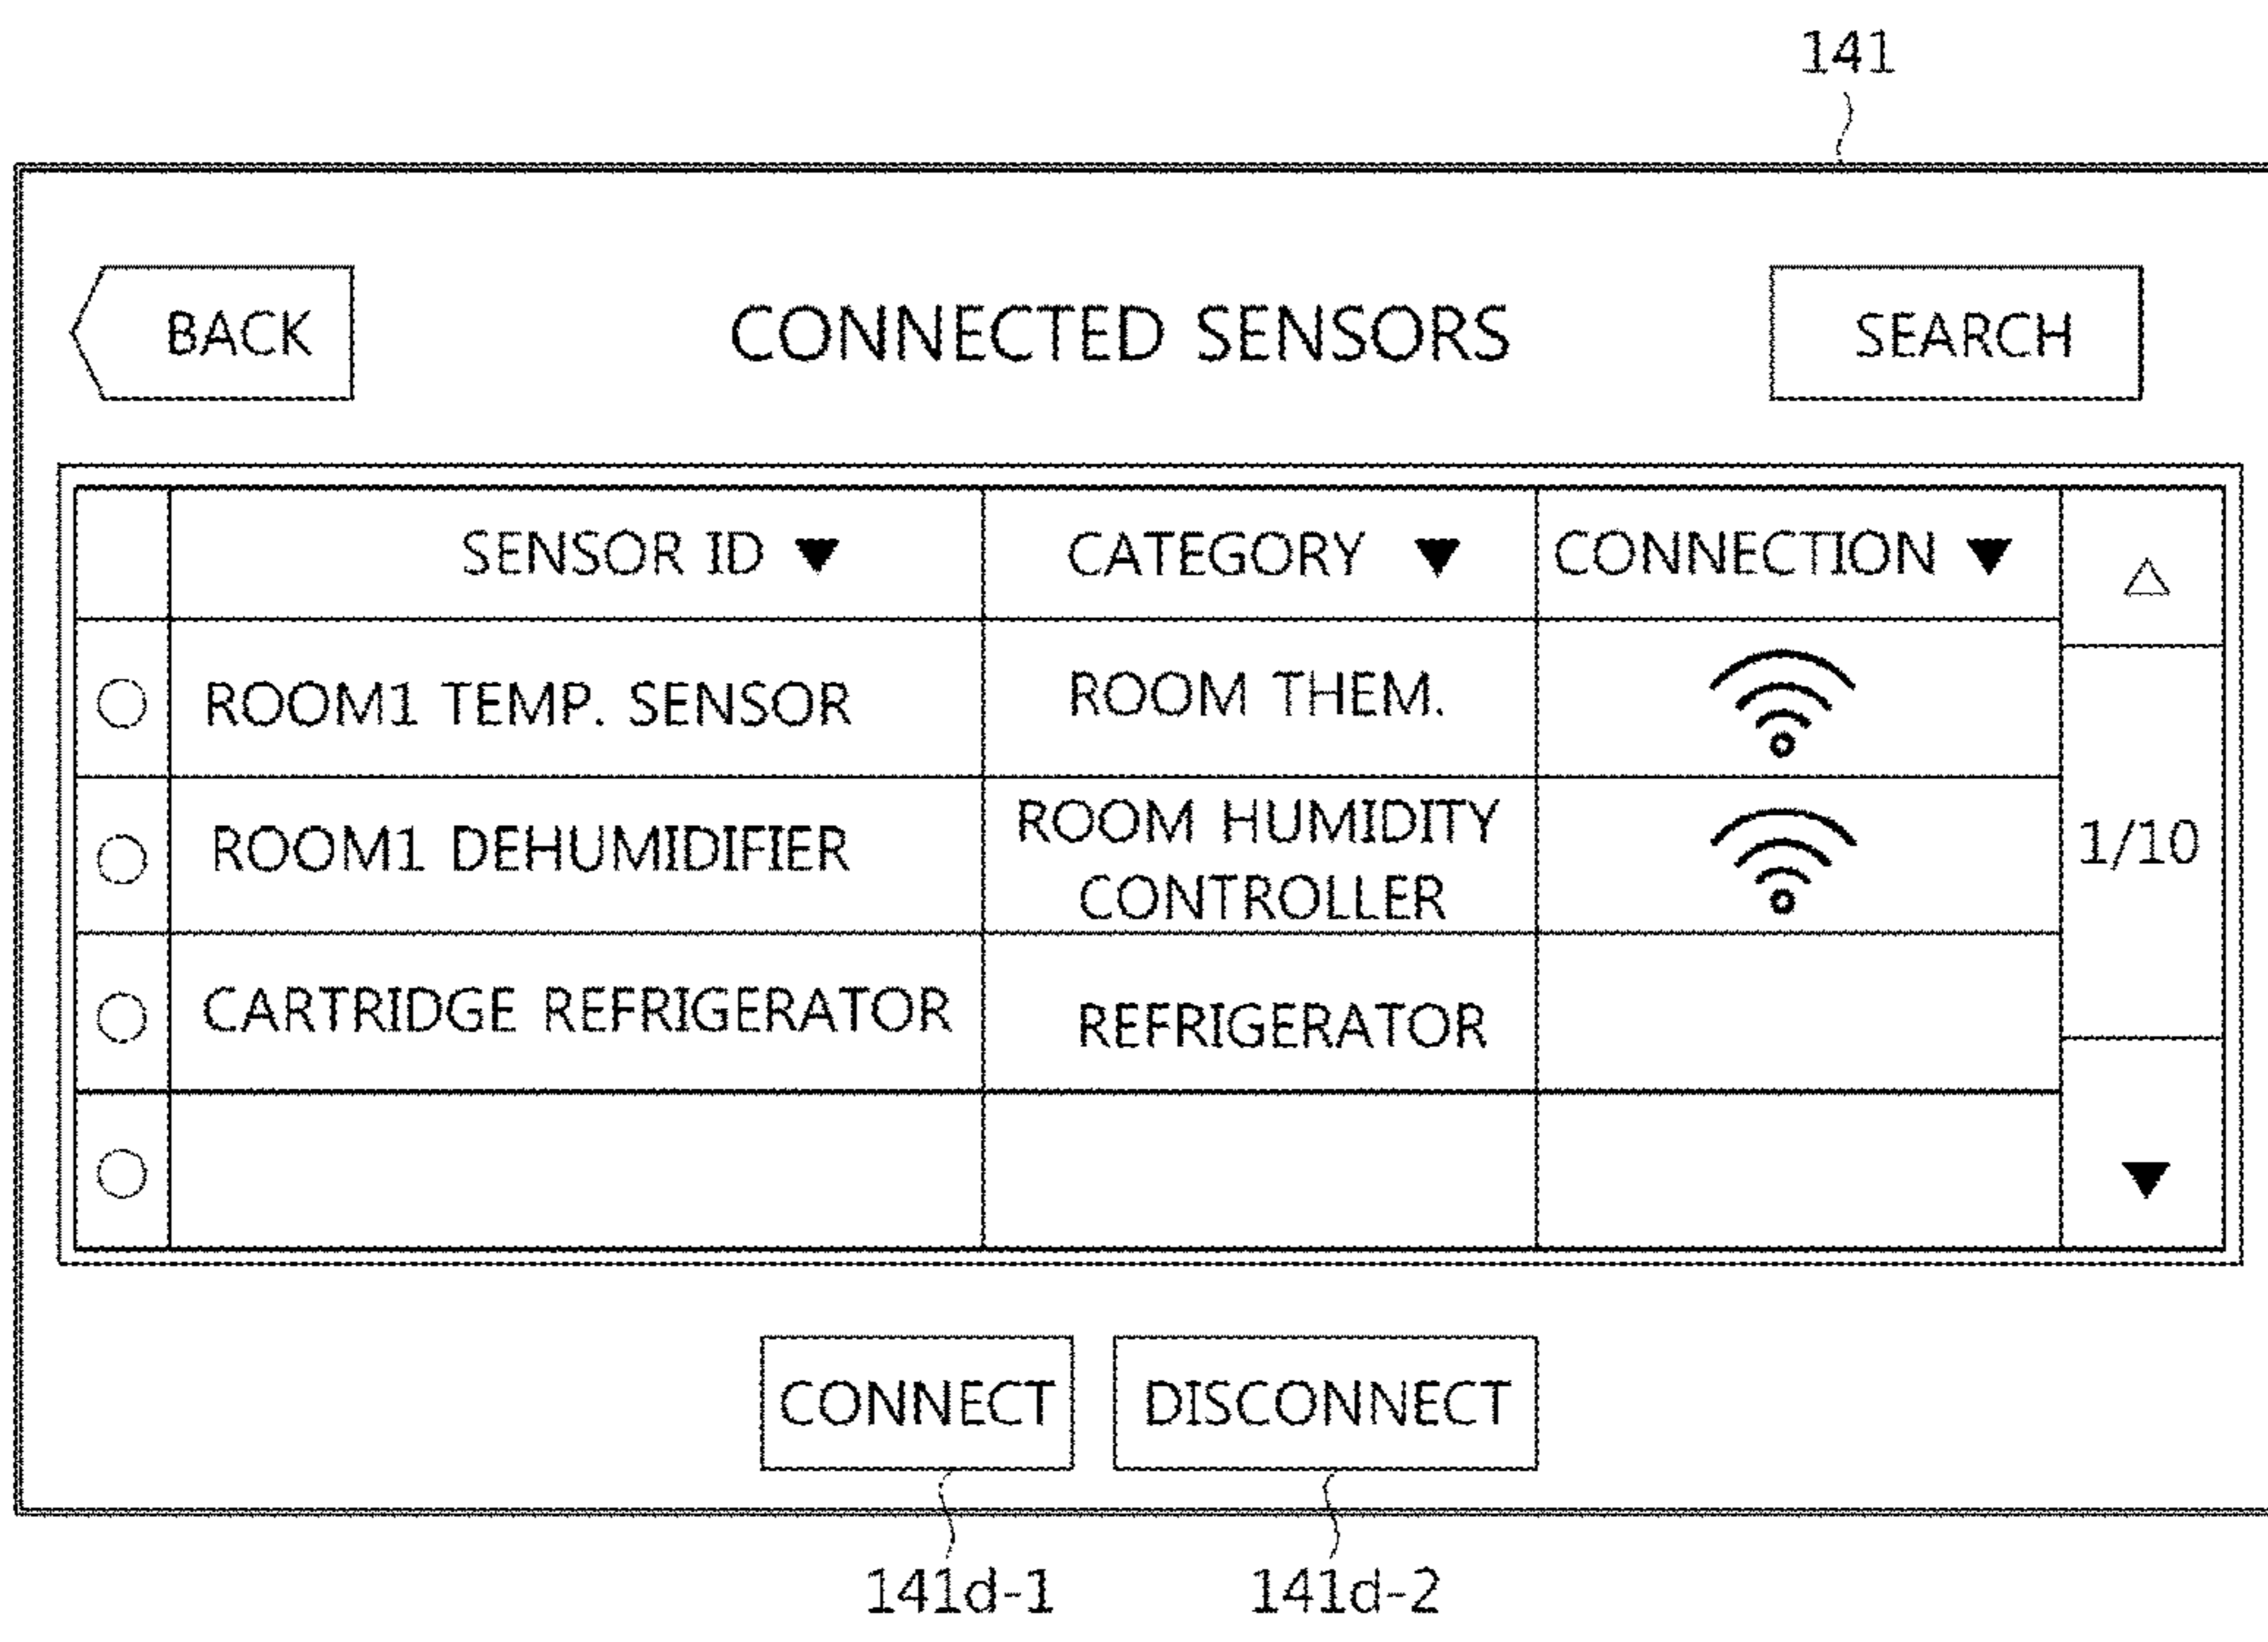 141
BACK
CONNECTED SENSORS
SEARCH
SENSOR ID ▼
CATEGORY ▼
CONNECTION ▼
ROOM1 TEMP. SENSOR
ROOM THEM.
ROOM1 DEHUMIDIFIER
ROOM HUMIDITY
CONTROLLER
1/10
CARTRIDGE REFRIGERATOR
REFRIGERATOR
CONNECT
DISCONNECT
141d-1
141d-2